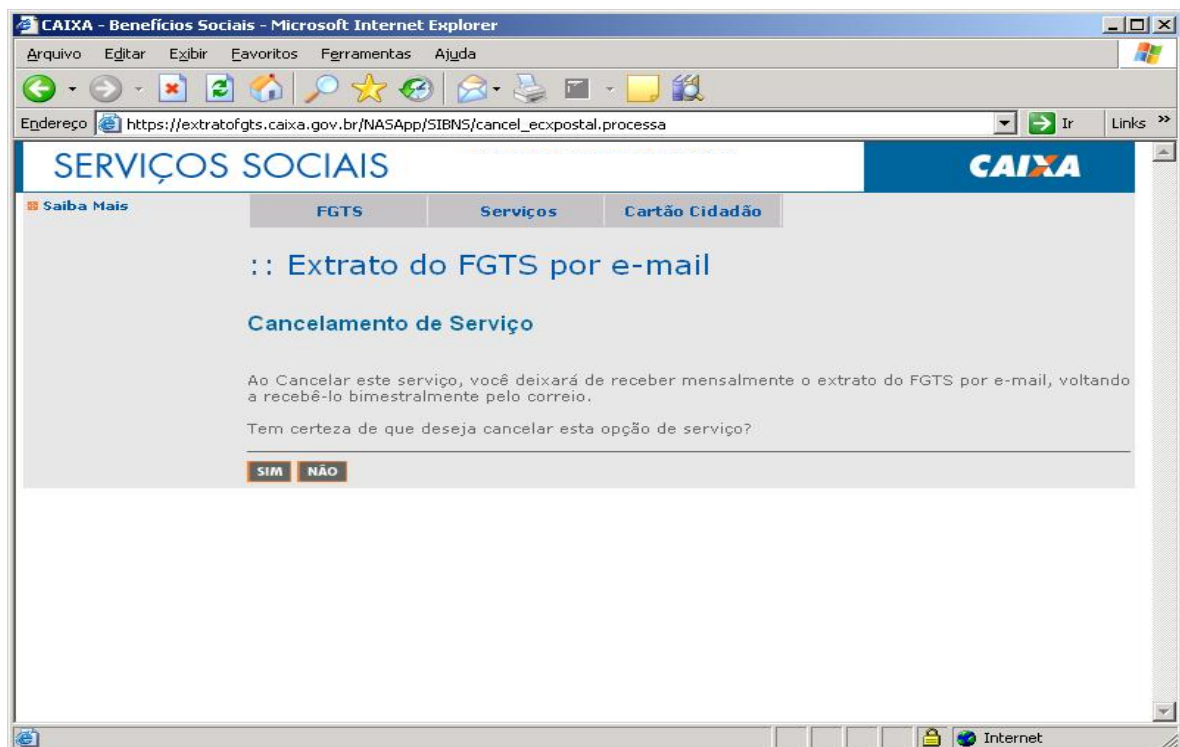 CAIXA - Benefícios Sociais - Microsoft Internet Explorer
Arquivo Editar Exibir Favoritos Ferramentas Ajuda
Endereço https://extratofgts.caixa.gov.br/NASApp/SIBNS/cancel_ecxpostal.processa Ir Links »
SERVIÇOS SOCIAIS CAIXA
Saiba Mais FGTS Serviços Cartão Cidadão
:: Extrato do FGTS por e-mail
Cancelamento de Serviço
Ao Cancelar este serviço, você deixará de receber mensalmente o extrato do FGTS por e-mail, voltando
a recebê-lo bimestralmente pelo correio.
Tem certeza de que deseja cancelar esta opção de serviço?
SIM NÃO
Internet